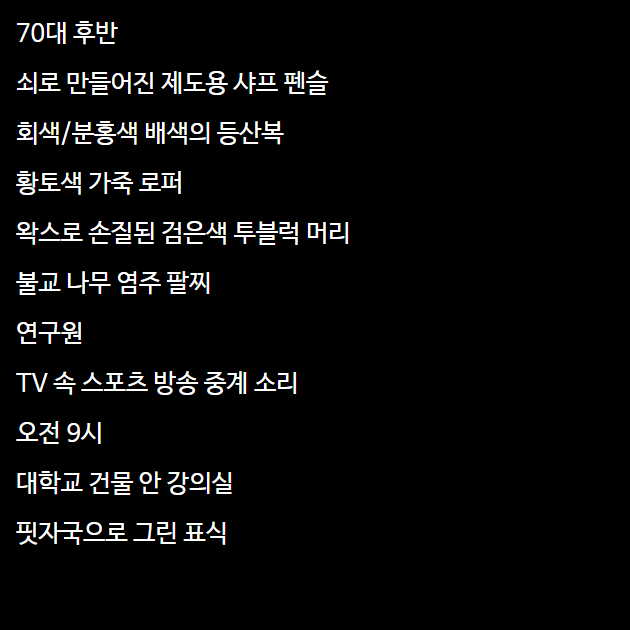 70대 후반
쇠로 만들어진 제도용 샤프 펜슬
회색/분홍색 배색의 등산복
황토색 가죽 로퍼
왁스로 손질된 검은색 투블럭 머리
불교 나무 염주 팔찌
연구원
TV 속 스포츠 방송 중계 소리
오전 9시
대학교 건물 안 강의실
핏자국으로 그린 표식